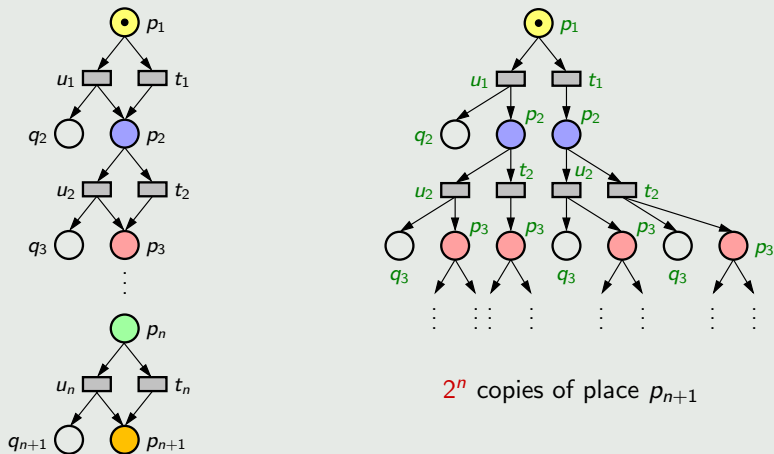 p1
u1 t1
q2 p2
u2 t2
q3 p3
⋮
pn
un tn
qn+1 pn+1
p1
u1 t1
q2 p2 p2
u2 t2 u2 t2
q3 p3 p3 q3 p3 q3 p3
⋮ ⋮ ⋮ ⋮ ⋮ ⋮ ⋮ ⋮
2^n copies of place pn+1